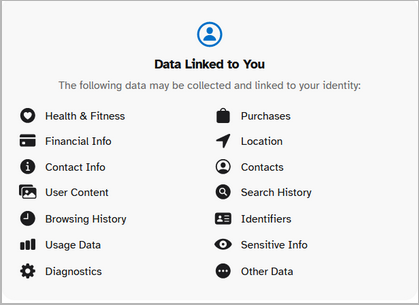 Data Linked to You
The following data may be collected and linked to your identity:
Health & Fitness
Purchases
Financial Info
Location
Contact Info
Contacts
User Content
Search History
Browsing History
Identifiers
Usage Data
Sensitive Info
Diagnostics
Other Data